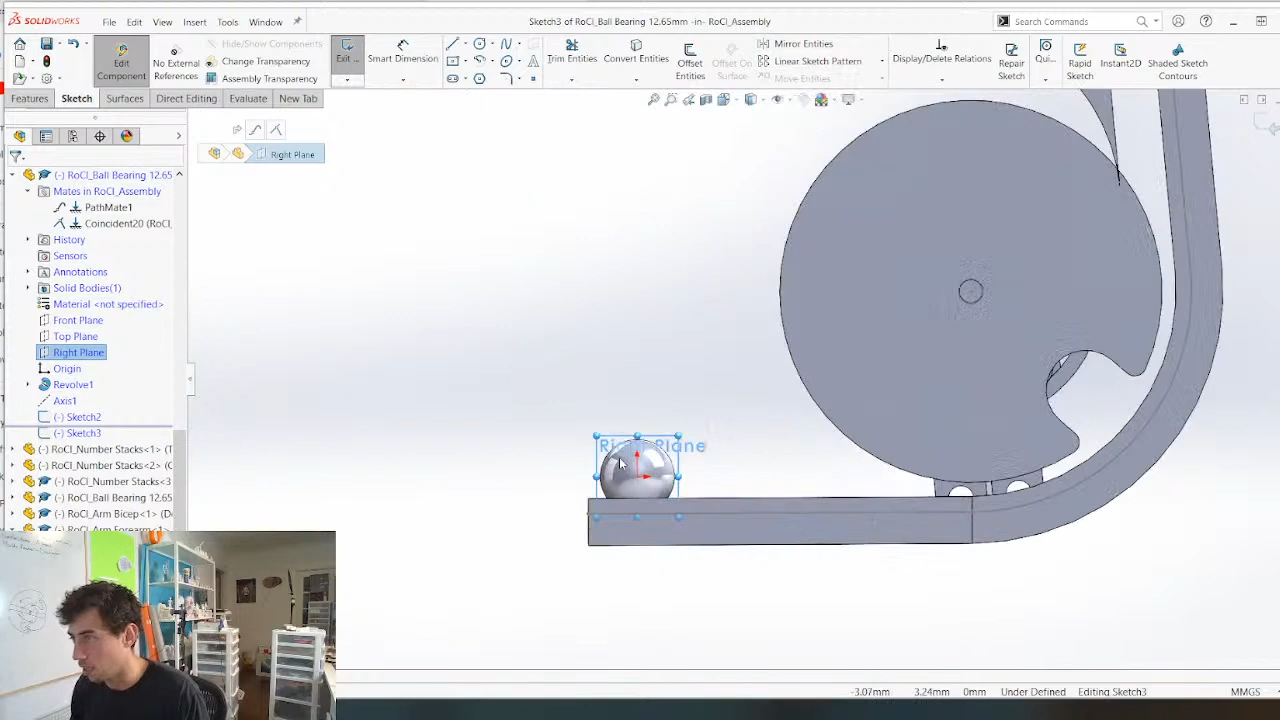 SOLIDWORKS File Edit View Insert Tools Window Sketch3 of RoCI_Ball Bearing 12.65mm -in- RoCI_Assembly Search Commands
Edit Component No External References Hide/Show Components Change Transparency Assembly Transparency Exit ... Smart Dimension Trim Entities Convert Entities Offset Entities Offset On Surface Mirror Entities Linear Sketch Pattern Move Entities Display/Delete Relations Repair Sketch Qui... Rapid Sketch Instant2D Shaded Sketch Contours
Features Sketch Surfaces Direct Editing Evaluate New Tab
Right Plane
(-) RoCI_Ball Bearing 12.65
Mates in RoCI_Assembly
PathMate1
Coincident20 (RoCI_
History
Sensors
Annotations
Solid Bodies(1)
Material <not specified>
Front Plane
Top Plane
Right Plane
Origin
Revolve1
Axis1
(-) Sketch2
(-) Sketch3
(-) RoCI_Number Stacks<1> (T
(-) RoCI_Number Stacks<2> (C
(-) RoCI_Number Stacks<3
(-) RoCI_Ball Bearing 12.65
(-) RoCI_Arm Bicep<1> (D
(-) RoCI_Arm Forearm<1>
Right Plane
-3.07mm 3.24mm 0mm Under Defined Editing Sketch3 MMGS